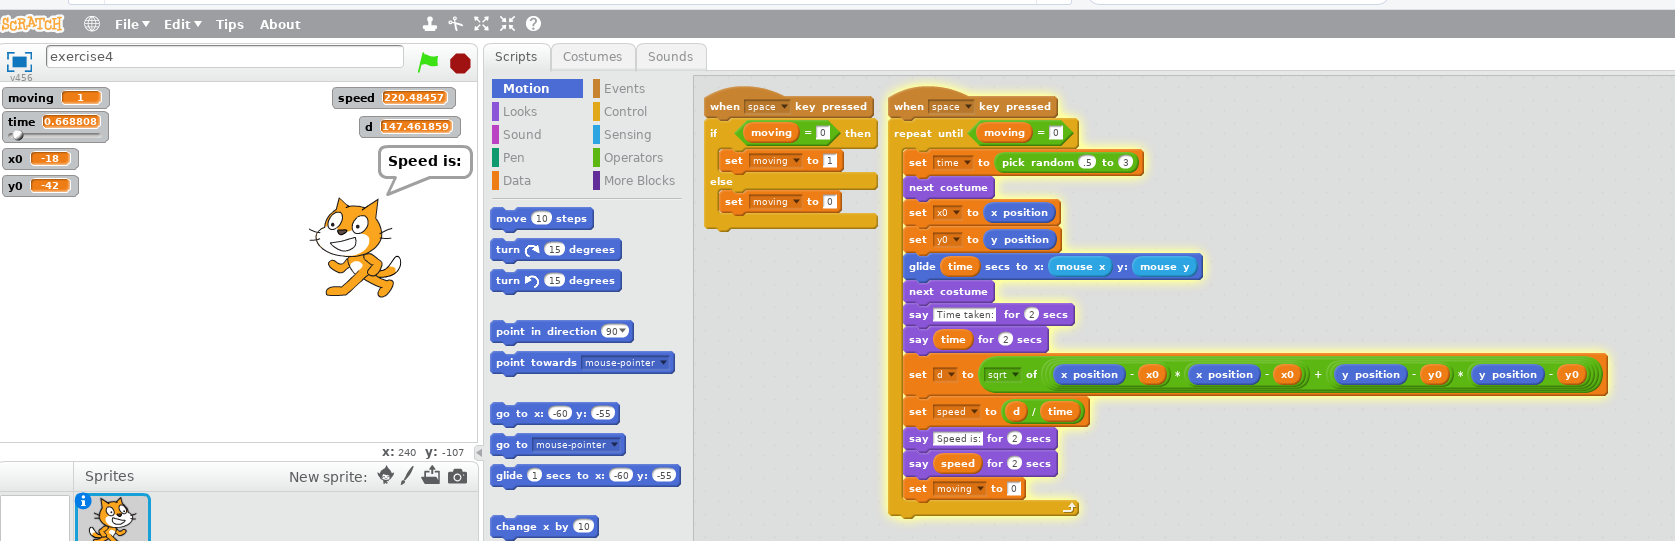 SCRATCH File Edit Tips About
exercise4
v456
moving 1
time 0.668808
x0 -18
y0 -42
speed 220.48457
d 147.461859
Speed is:
x: 240 y: -107
Sprites New sprite:
Scripts Costumes Sounds
Motion Events
Looks Control
Sound Sensing
Pen Operators
Data More Blocks
move 10 steps
turn 15 degrees
turn 15 degrees
point in direction 90
point towards mouse-pointer
go to x: -60 y: -55
go to mouse-pointer
glide 1 secs to x: -60 y: -55
change x by 10
when space key pressed
if moving = 0 then
set moving to 1
else
set moving to 0
when space key pressed
repeat until moving = 0
set time to pick random .5 to 3
next costume
set x0 to x position
set y0 to y position
glide time secs to x: mouse x y: mouse y
next costume
say Time taken: for 2 secs
say time for 2 secs
set d to sqrt of x position - x0 * x position - x0 + y position - y0 * y position - y0
set speed to d / time
say Speed is: for 2 secs
say speed for 2 secs
set moving to 0